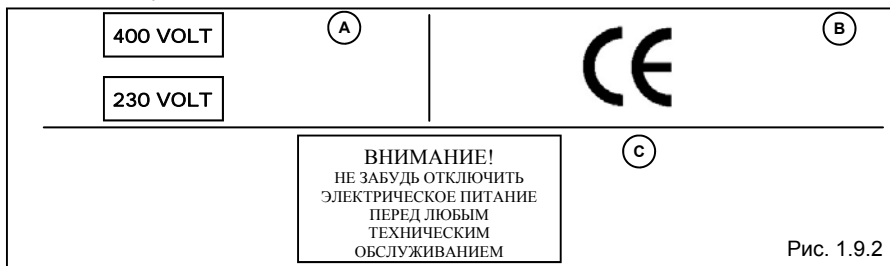 400 VOLT
A
B
CE
230 VOLT
C
ВНИМАНИЕ!
НЕ ЗАБУДЬ ОТКЛЮЧИТЬ
ЭЛЕКТРИЧЕСКОЕ ПИТАНИЕ
ПЕРЕД ЛЮБЫМ
ТЕХНИЧЕСКИМ
ОБСЛУЖИВАНИЕМ
Рис. 1.9.2